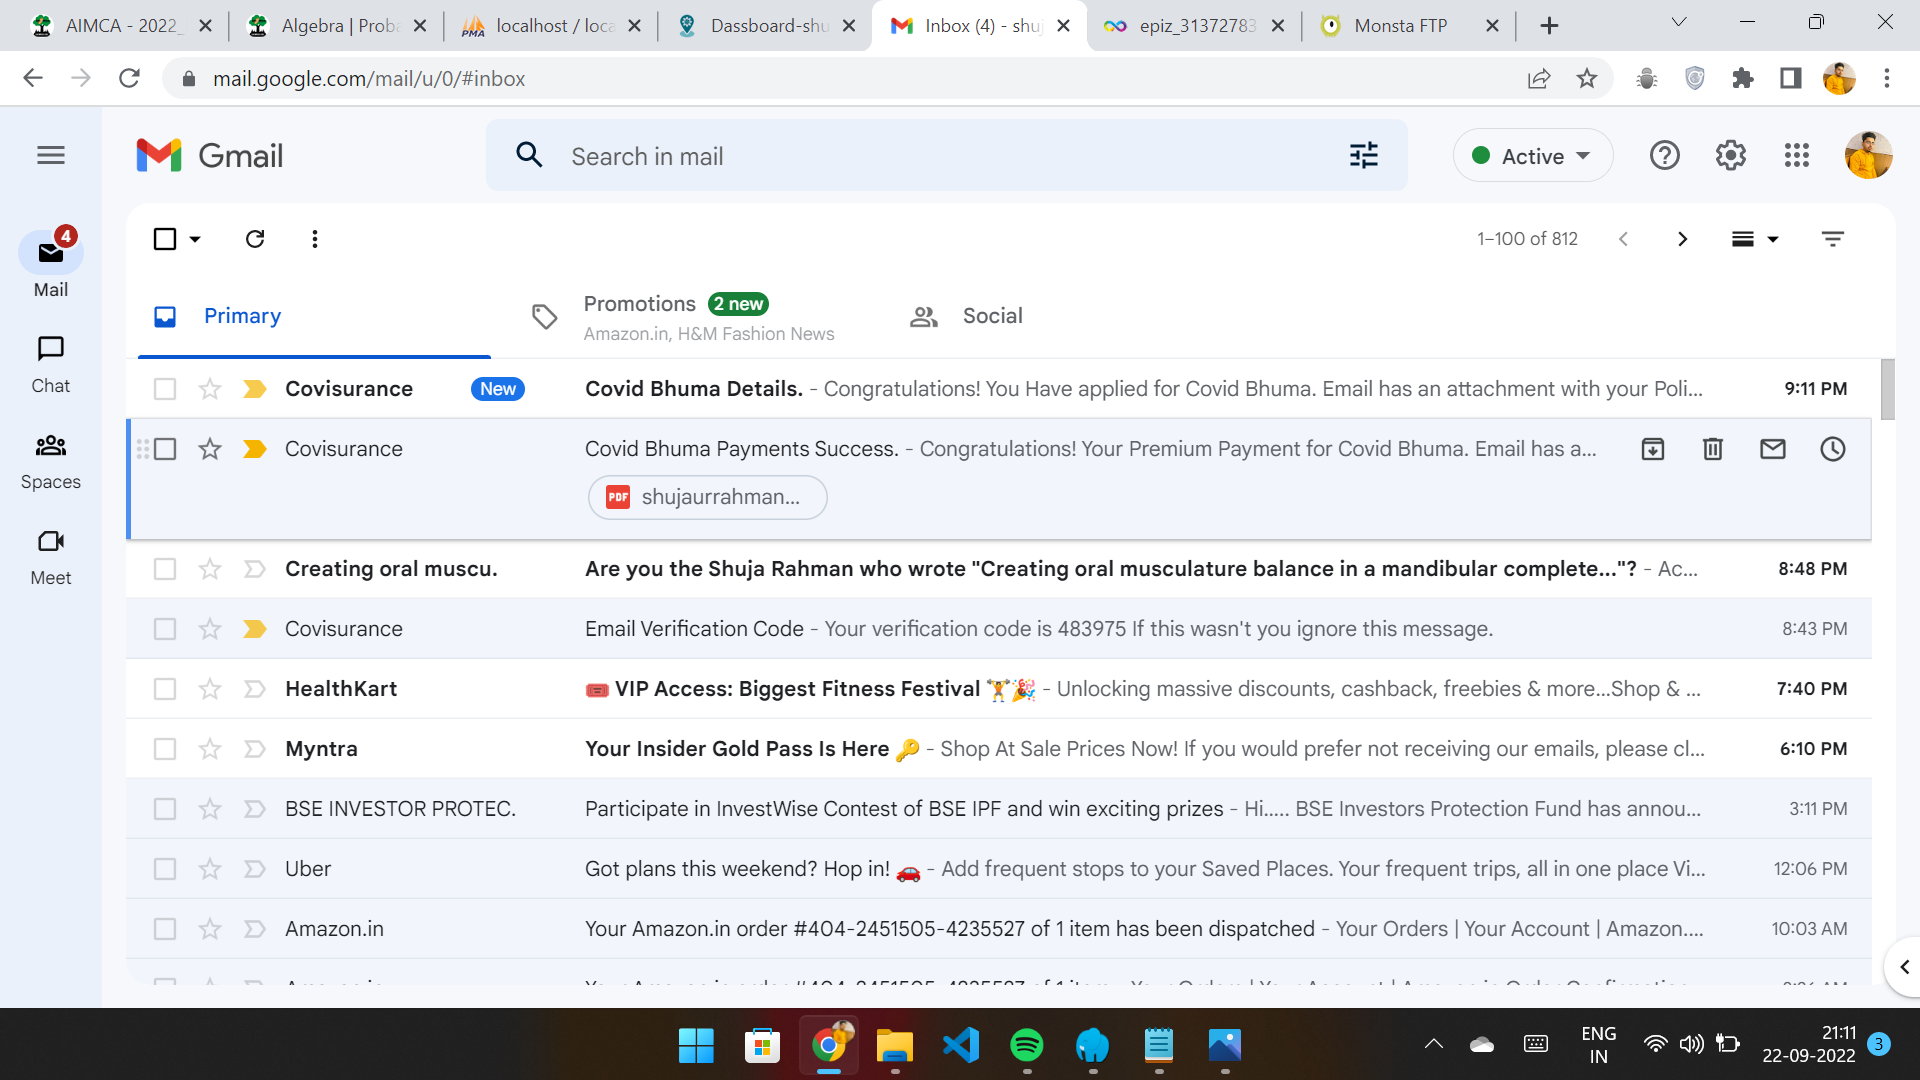 AIMCA - 2022_
Algebra | Proba
localhost / loca
Dassboard-shu
Inbox (4) - shuj
epiz_31372783
Monsta FTP
mail.google.com/mail/u/0/#inbox
Gmail
Search in mail
Active
4
Mail
Chat
Spaces
Meet
1–100 of 812
Primary
Promotions 2 new
Amazon.in, H&M Fashion News
Social
Covisurance New Covid Bhuma Details. - Congratulations! You Have applied for Covid Bhuma. Email has an attachment with your Poli... 9:11 PM
Covisurance Covid Bhuma Payments Success. - Congratulations! Your Premium Payment for Covid Bhuma. Email has a...
PDF shujaurrahman...
Creating oral muscu. Are you the Shuja Rahman who wrote "Creating oral musculature balance in a mandibular complete..."? - Ac... 8:48 PM
Covisurance Email Verification Code - Your verification code is 483975 If this wasn't you ignore this message. 8:43 PM
HealthKart 🎟️ VIP Access: Biggest Fitness Festival 🏋️🎉 - Unlocking massive discounts, cashback, freebies & more...Shop & ... 7:40 PM
Myntra Your Insider Gold Pass Is Here 🔑 - Shop At Sale Prices Now! If you would prefer not receiving our emails, please cl... 6:10 PM
BSE INVESTOR PROTEC. Participate in InvestWise Contest of BSE IPF and win exciting prizes - Hi..... BSE Investors Protection Fund has annou... 3:11 PM
Uber Got plans this weekend? Hop in! 🚗 - Add frequent stops to your Saved Places. Your frequent trips, all in one place Vi... 12:06 PM
Amazon.in Your Amazon.in order #404-2451505-4235527 of 1 item has been dispatched - Your Orders | Your Account | Amazon.... 10:03 AM
ENG
IN
21:11
22-09-2022
3